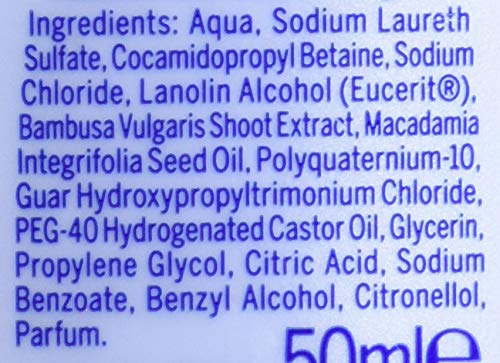 Ingredients: Aqua, Sodium Laureth
Sulfate, Cocamidopropyl Betaine, Sodium
Chloride, Lanolin Alcohol (Eucerit®),
Bambusa Vulgaris Shoot Extract, Macadamia
Integrifolia Seed Oil, Polyquaternium-10,
Guar Hydroxypropyltrimonium Chloride,
PEG-40 Hydrogenated Castor Oil, Glycerin,
Propylene Glycol, Citric Acid, Sodium
Benzoate, Benzyl Alcohol, Citronellol,
Parfum.
50ml℮